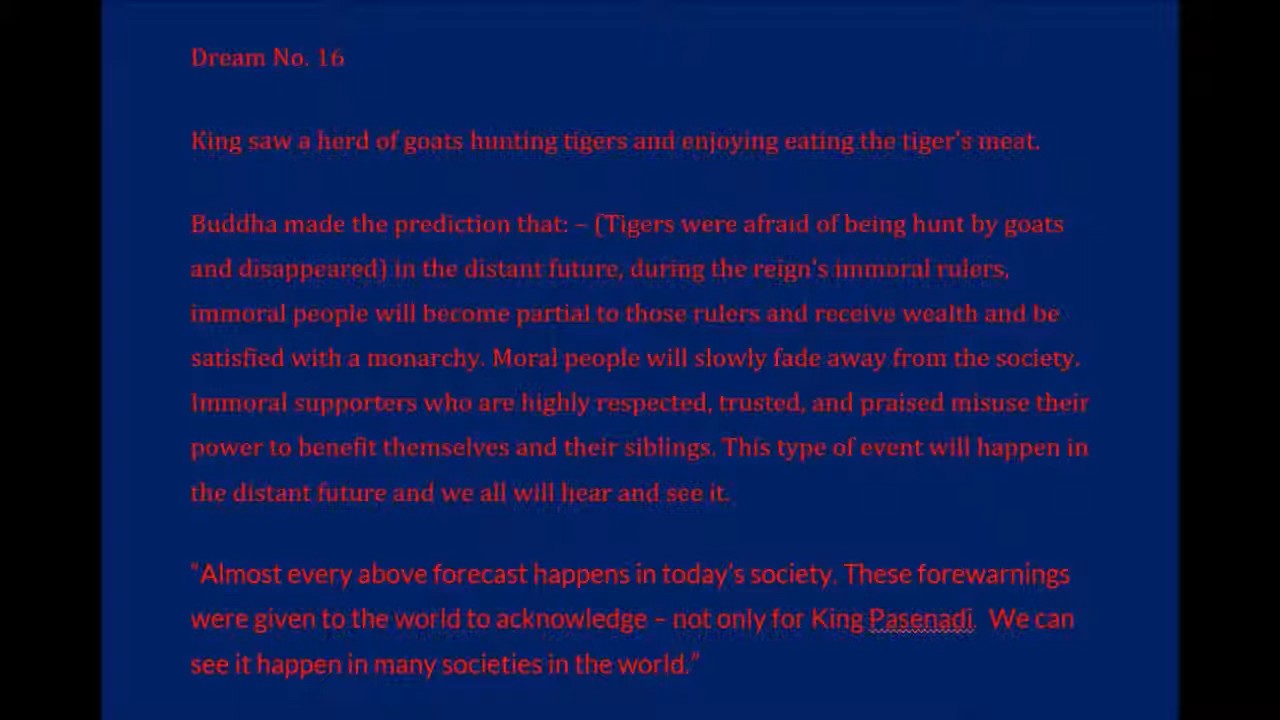 Dream No. 16
King saw a herd of goats hunting tigers and enjoying eating the tiger's meat.
Buddha made the prediction that: – (Tigers were afraid of being hunt by goats
and disappeared) in the distant future, during the reign's immoral rulers,
immoral people will become partial to those rulers and receive wealth and be
satisfied with a monarchy. Moral people will slowly fade away from the society.
Immoral supporters who are highly respected, trusted, and praised misuse their
power to benefit themselves and their siblings. This type of event will happen in
the distant future and we all will hear and see it.
"Almost every above forecast happens in today's society. These forewarnings
were given to the world to acknowledge – not only for King Pasenadi. We can
see it happen in many societies in the world."